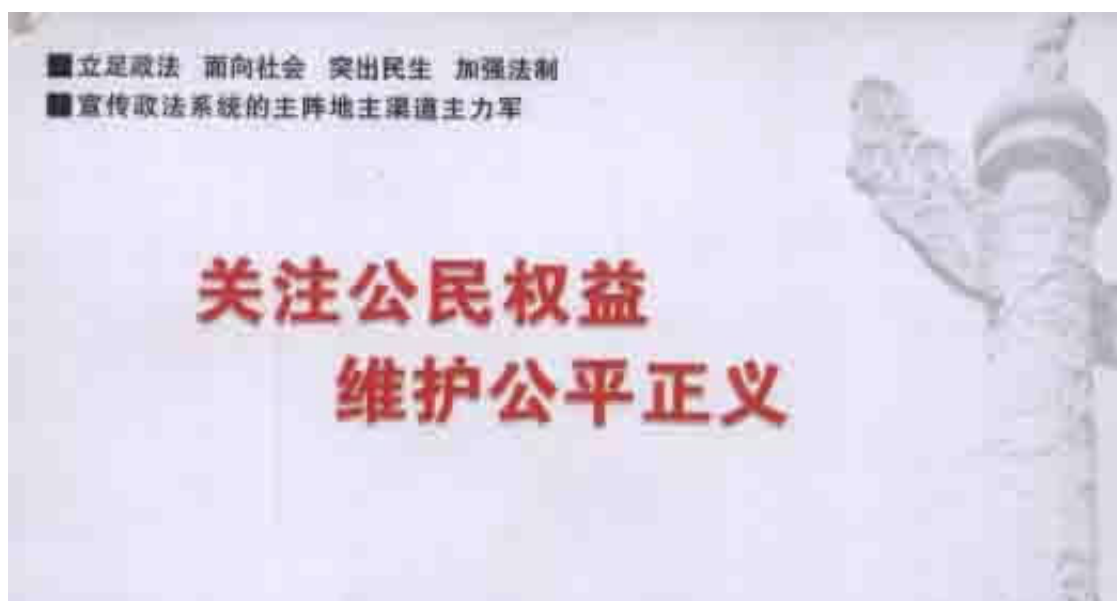 ■立足政法 面向社会 突出民生 加强法制
■宣传政法系统的主阵地主渠道主力军
关注公民权益
维护公平正义